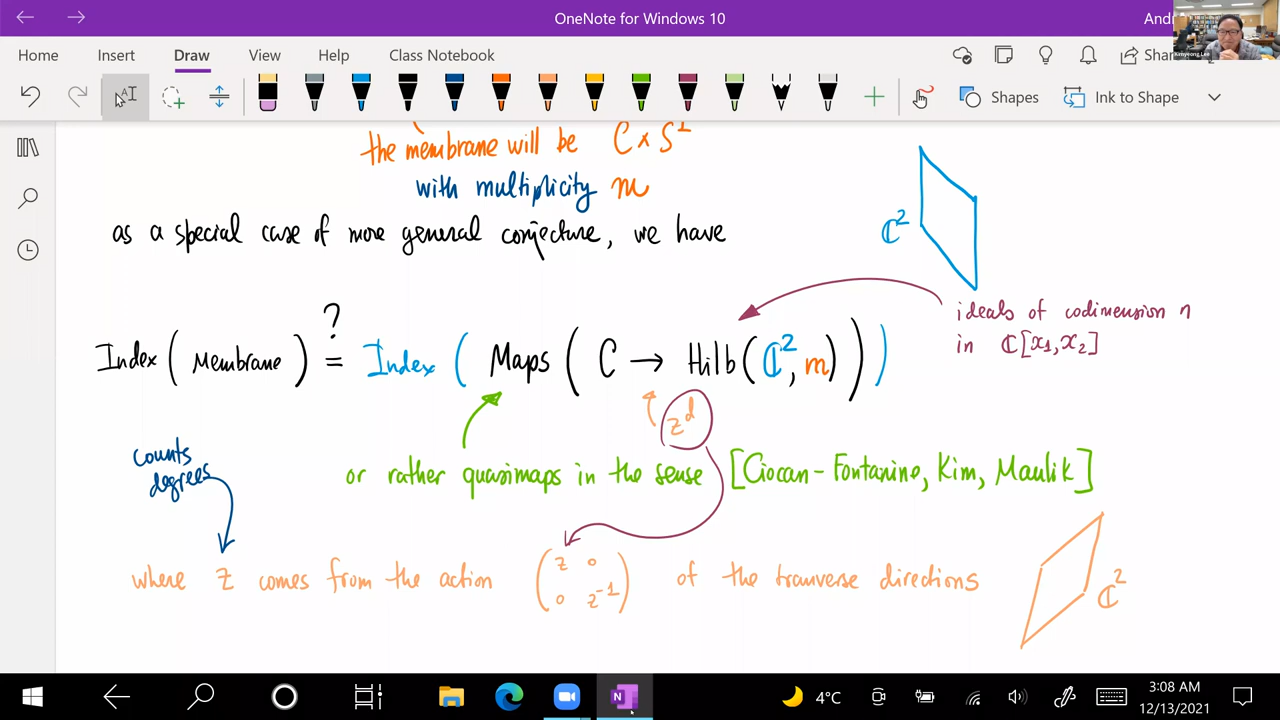 OneNote for Windows 10
Home Insert Draw View Help Class Notebook
Shapes Ink to Shape
the membrane will be C × S¹
with multiplicity m
as a special case of more general conjecture, we have
ℂ²
ideals of codimension n
in ℂ[x₁,x₂]
?
Index ( Membrane ) = Index ( Maps ( C → Hilb(ℂ², m) ) )
z^d
counts
degrees
or rather quasimaps in the sense [Ciocan-Fontanine, Kim, Maulik]
where z comes from the action ( z 0 0 z⁻¹ ) of the tranverse directions
ℂ²
4°C
3:08 AM
12/13/2021